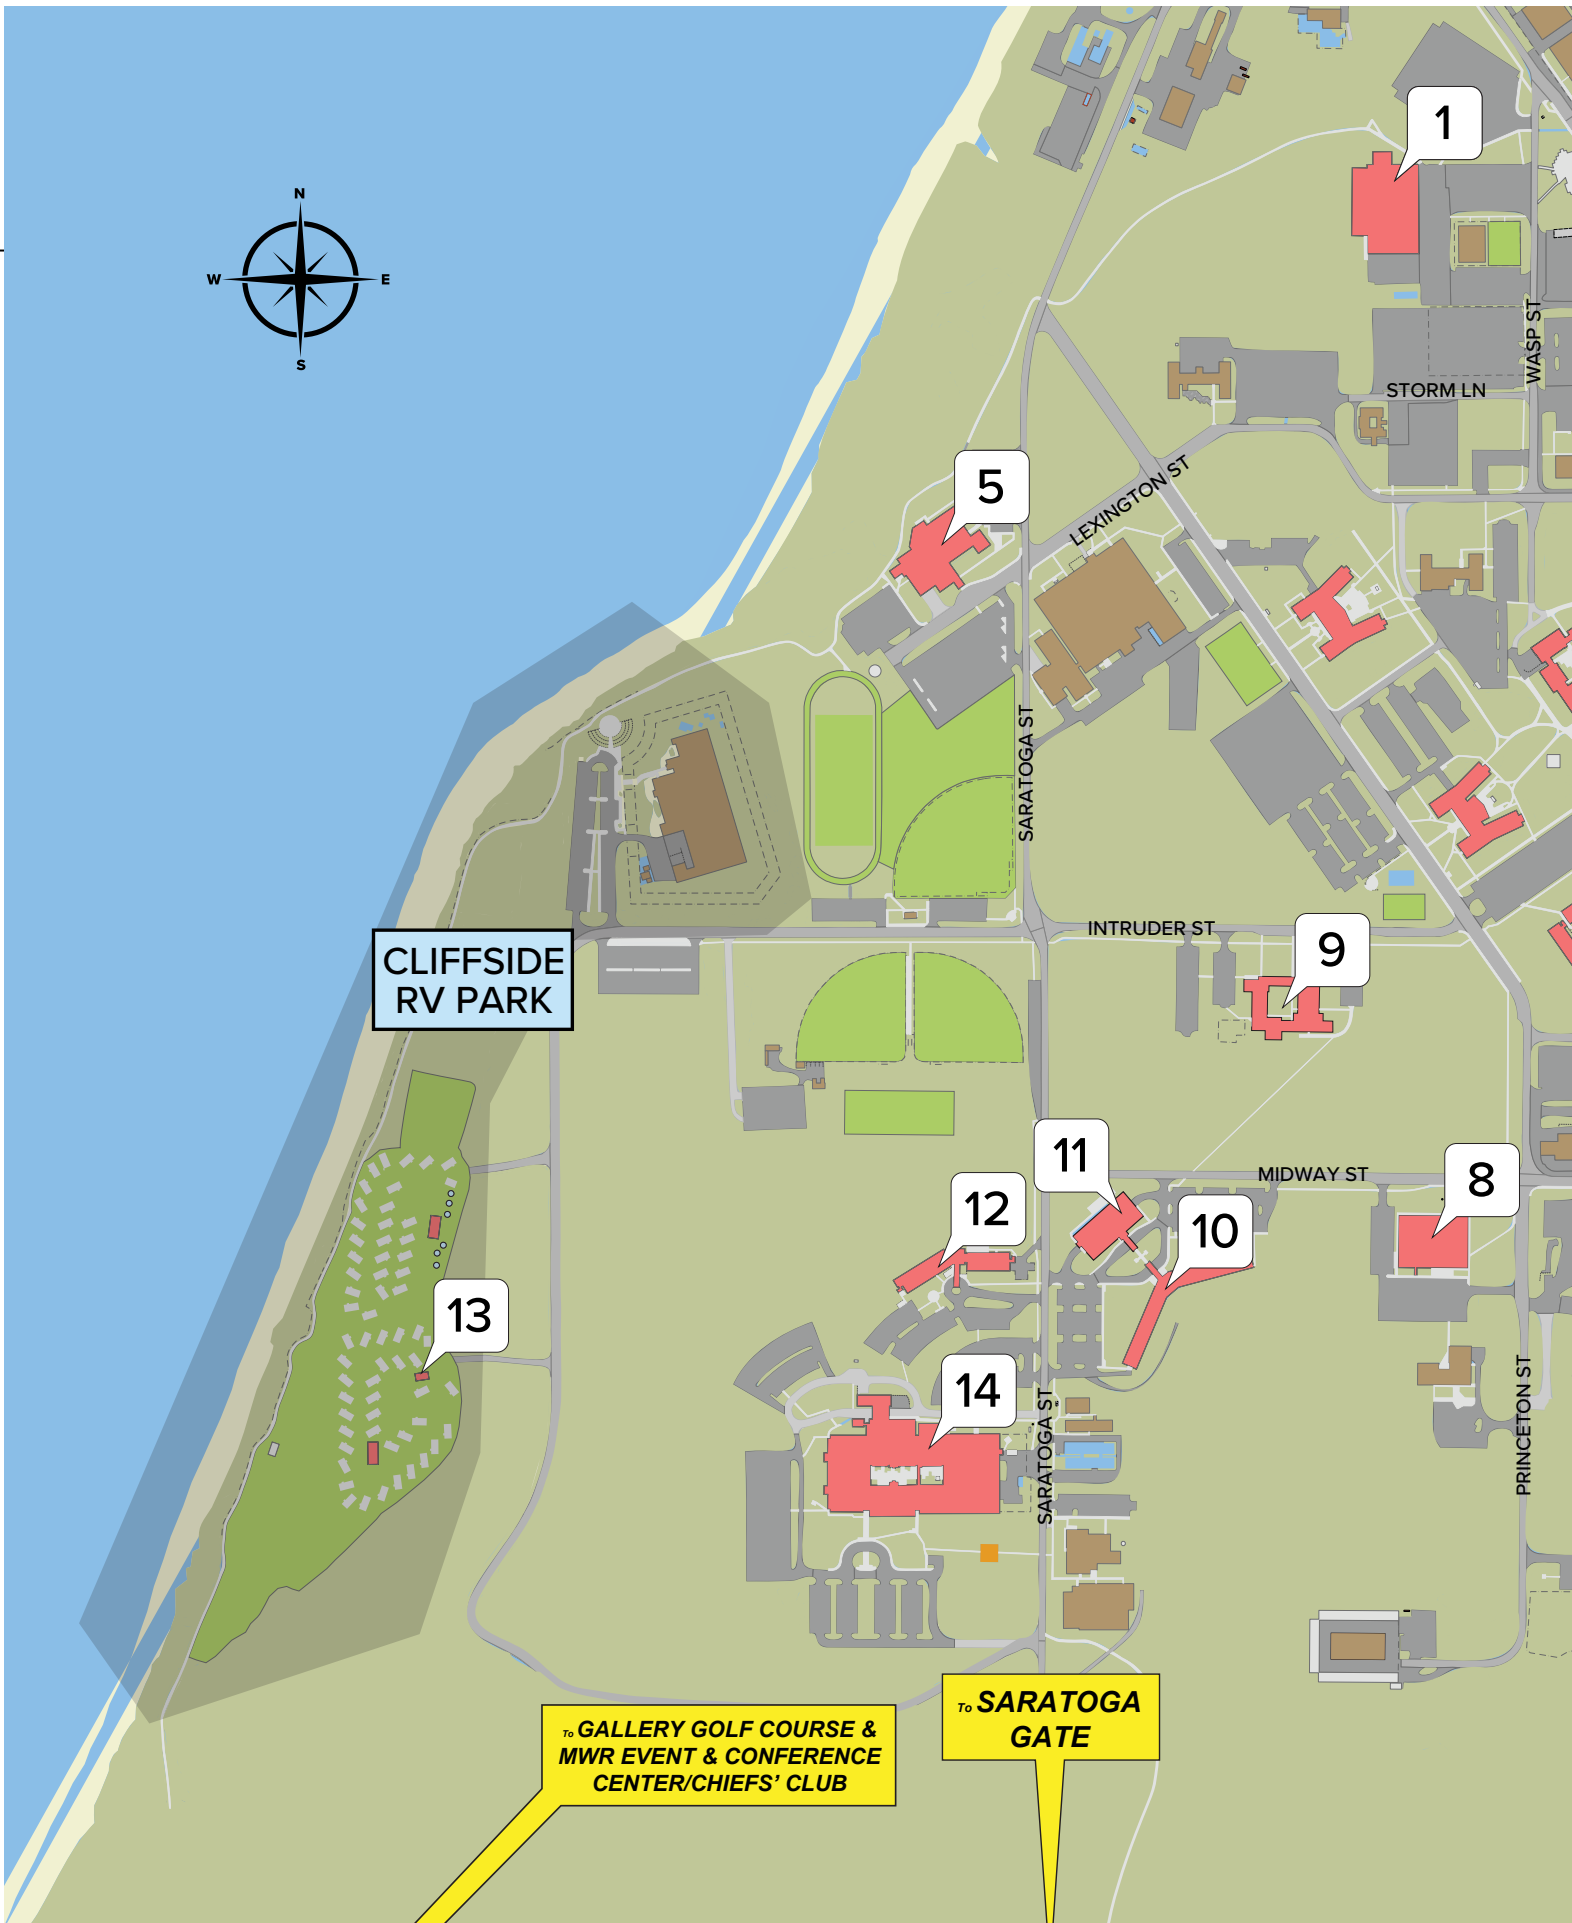 1
N
W
E
S
WASP ST
STORM LN
5
LEXINGTON ST
SARATOGA ST
INTRUDER ST
9
CLIFFSIDE
RV PARK
11
MIDWAY ST
8
12
10
13
14
SARATOGA ST
PRINCETON ST
To SARATOGA
GATE
To GALLERY GOLF COURSE &
MWR EVENT & CONFERENCE
CENTER/CHIEFS’ CLUB